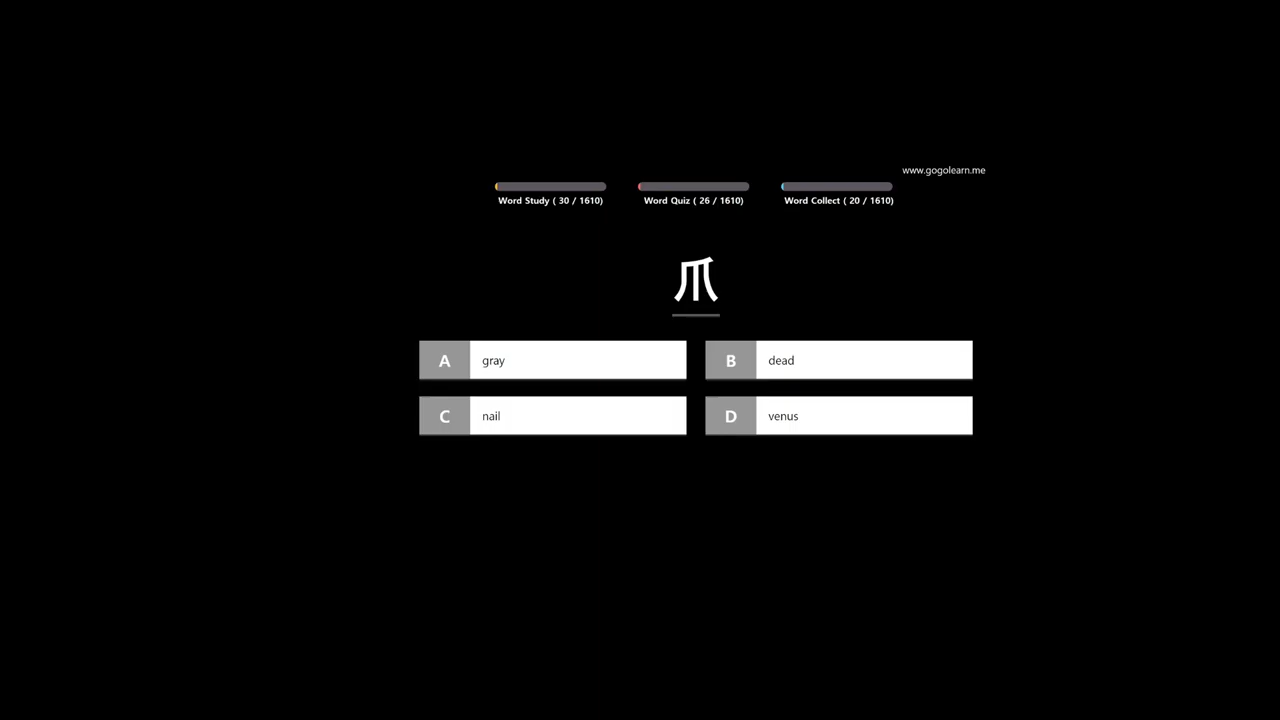 www.gogolearn.me
Word Study ( 30 / 1610)
Word Quiz ( 26 / 1610)
Word Collect ( 20 / 1610)
爪
A gray
B dead
C nail
D venus